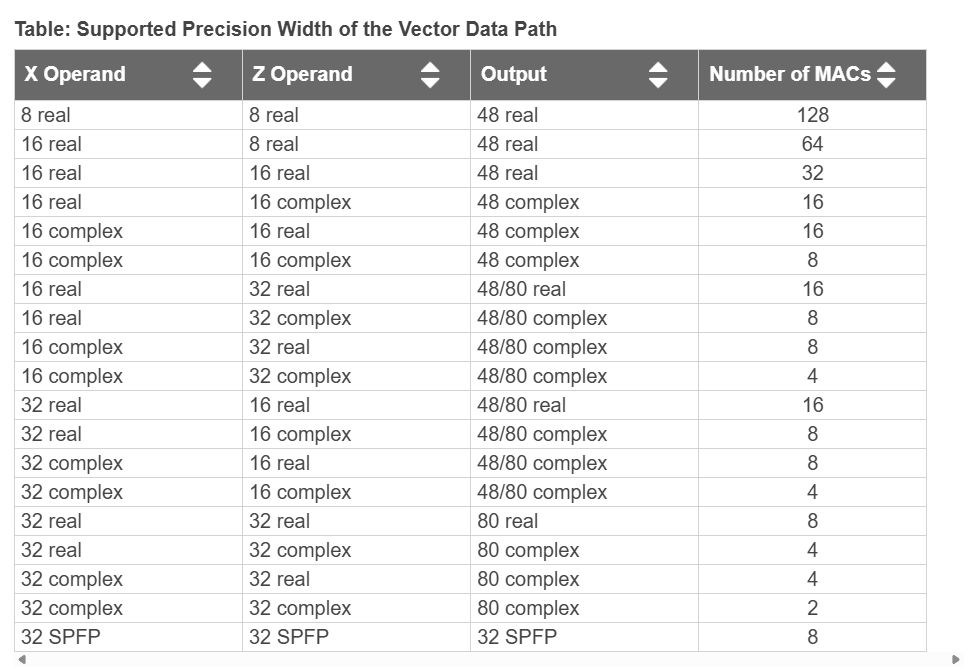 Table: Supported Precision Width of the Vector Data Path
X Operand Z Operand Output Number of MACs
8 real 8 real 48 real 128
16 real 8 real 48 real 64
16 real 16 real 48 real 32
16 real 16 complex 48 complex 16
16 complex 16 real 48 complex 16
16 complex 16 complex 48 complex 8
16 real 32 real 48/80 real 16
16 real 32 complex 48/80 complex 8
16 complex 32 real 48/80 complex 8
16 complex 32 complex 48/80 complex 4
32 real 16 real 48/80 real 16
32 real 16 complex 48/80 complex 8
32 complex 16 real 48/80 complex 8
32 complex 16 complex 48/80 complex 4
32 real 32 real 80 real 8
32 real 32 complex 80 complex 4
32 complex 32 real 80 complex 4
32 complex 32 complex 80 complex 2
32 SPFP 32 SPFP 32 SPFP 8